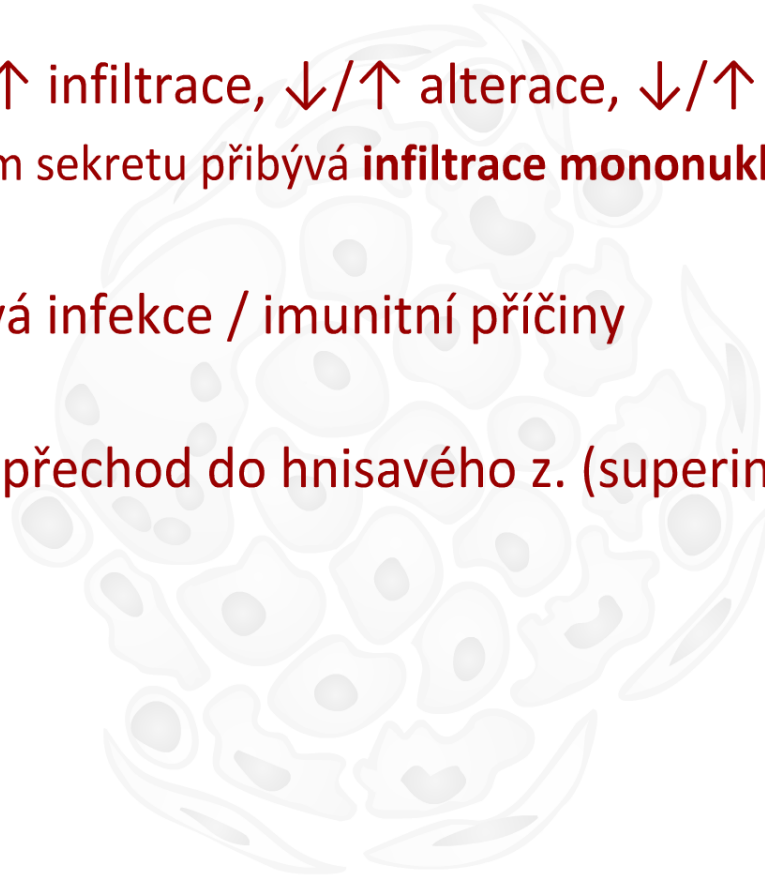 ↑ infiltrace, ↓/↑ alterace, ↓/↑
m sekretu přibývá infiltrace mononukl
vá infekce / imunitní příčiny
přechod do hnisavého z. (superin